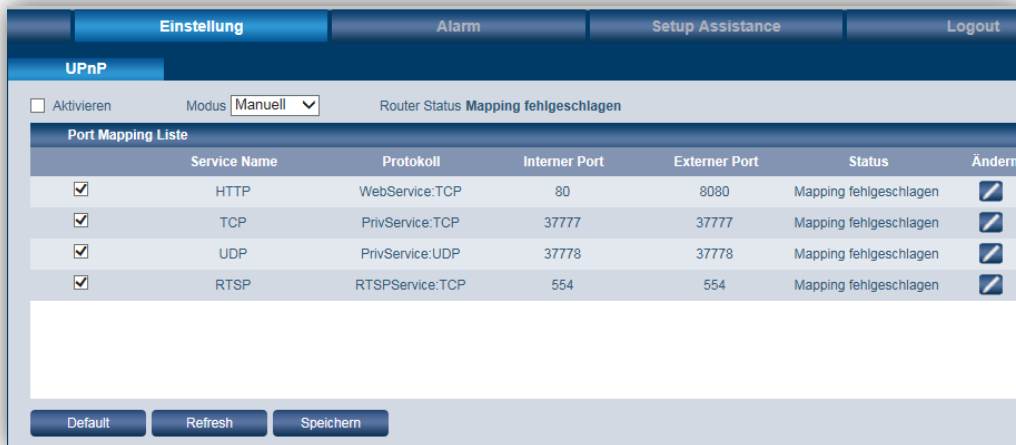 Einstellung Alarm Setup Assistance Logout
UPnP
Aktivieren Modus Manuell Router Status Mapping fehlgeschlagen
Port Mapping Liste
Service Name Protokoll Interner Port Externer Port Status Ändern
HTTP WebService:TCP 80 8080 Mapping fehlgeschlagen
TCP PrivService:TCP 37777 37777 Mapping fehlgeschlagen
UDP PrivService:UDP 37778 37778 Mapping fehlgeschlagen
RTSP RTSPService:TCP 554 554 Mapping fehlgeschlagen
Default Refresh Speichern